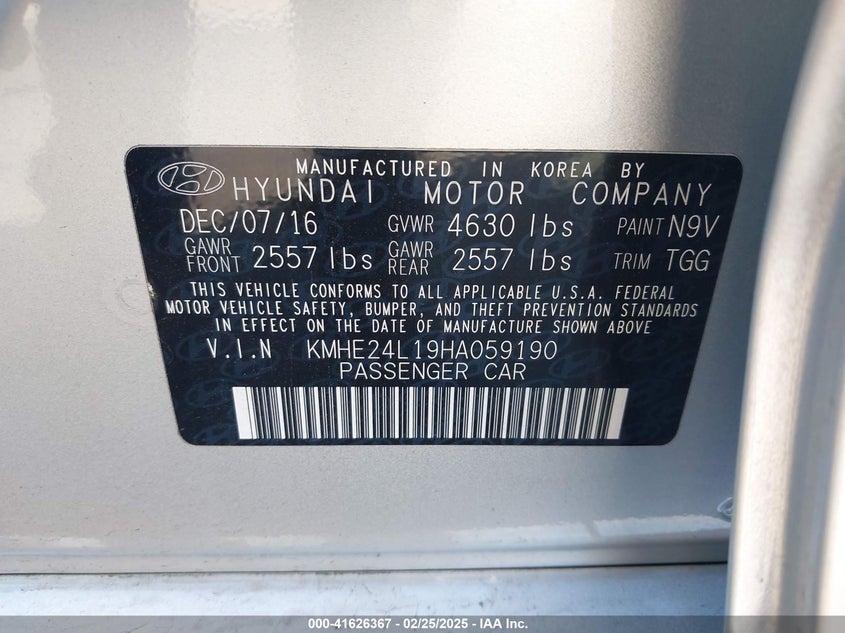 MANUFACTURED IN KOREA BY
HYUNDAI MOTOR COMPANY
DEC/07/16 GVWR 4630 lbs PAINT N9V
GAWR FRONT 2557 lbs GAWR REAR 2557 lbs TRIM TGG
THIS VEHICLE CONFORMS TO ALL APPLICABLE U.S.A. FEDERAL
MOTOR VEHICLE SAFETY, BUMPER, AND THEFT PREVENTION STANDARDS
IN EFFECT ON THE DATE OF MANUFACTURE SHOWN ABOVE
V.I.N KMHE24L19HA059190
PASSENGER CAR
000-41626367 - 02/25/2025 - IAA Inc.